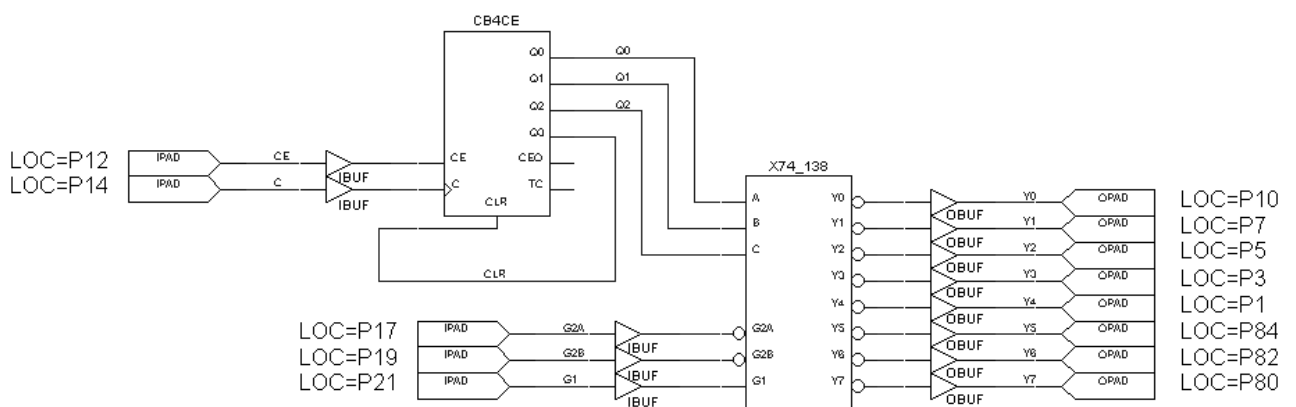 CB4CE
Q0 Q0
Q1 Q1
Q2 Q2
Q3
LOC=P12 IPAD CE IBUF CE CEO
LOC=P14 IPAD C IBUF C TC
CLR
CLR
X74_138
A Y0 OBUF Y0 OPAD LOC=P10
B Y1 OBUF Y1 OPAD LOC=P7
C Y2 OBUF Y2 OPAD LOC=P5
Y3 OBUF Y3 OPAD LOC=P3
Y4 OBUF Y4 OPAD LOC=P1
LOC=P17 IPAD G2A IBUF G2A Y5 OBUF Y5 OPAD LOC=P84
LOC=P19 IPAD G2B IBUF G2B Y6 OBUF Y6 OPAD LOC=P82
LOC=P21 IPAD G1 IBUF G1 Y7 OBUF Y7 OPAD LOC=P80